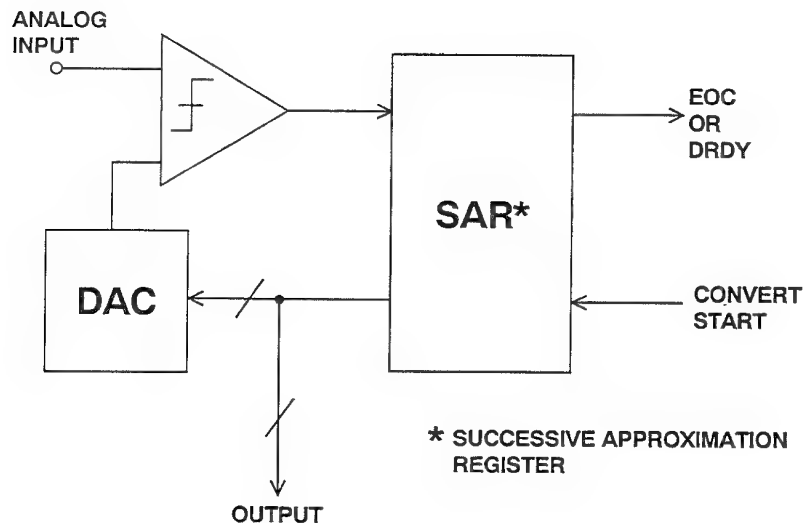 ANALOG
INPUT
EOC
OR
DRDY
SAR*
DAC
CONVERT
START
* SUCCESSIVE APPROXIMATION
REGISTER
OUTPUT